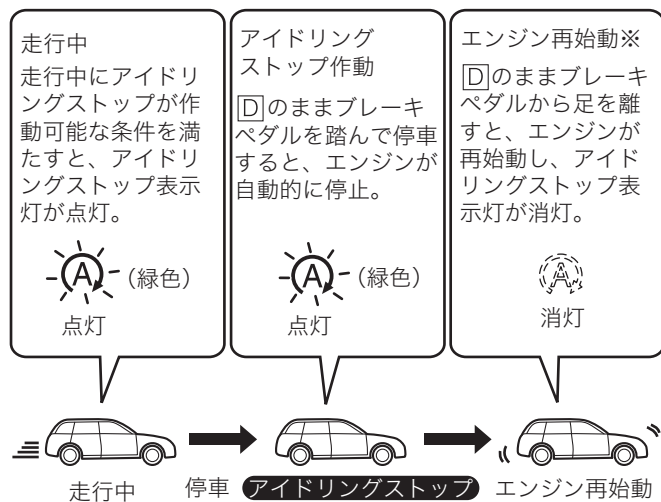 走行中
走行中にアイドリ
ングストップが作
動可能な条件を満
たすと、アイドリ
ングストップ表示
灯が点灯。
A
(緑色)
点灯
アイドリング
ストップ作動
Dのままブレーキ
ペダルを踏んで停車
すると、エンジンが
自動的に停止。
A
(緑色)
点灯
エンジン再始動※
Dのままブレーキ
ペダルから足を離
すと、エンジンが
再始動し、アイド
リングストップ表
示灯が消灯。
A
消灯
走行中
停車
アイドリングストップ
エンジン再始動